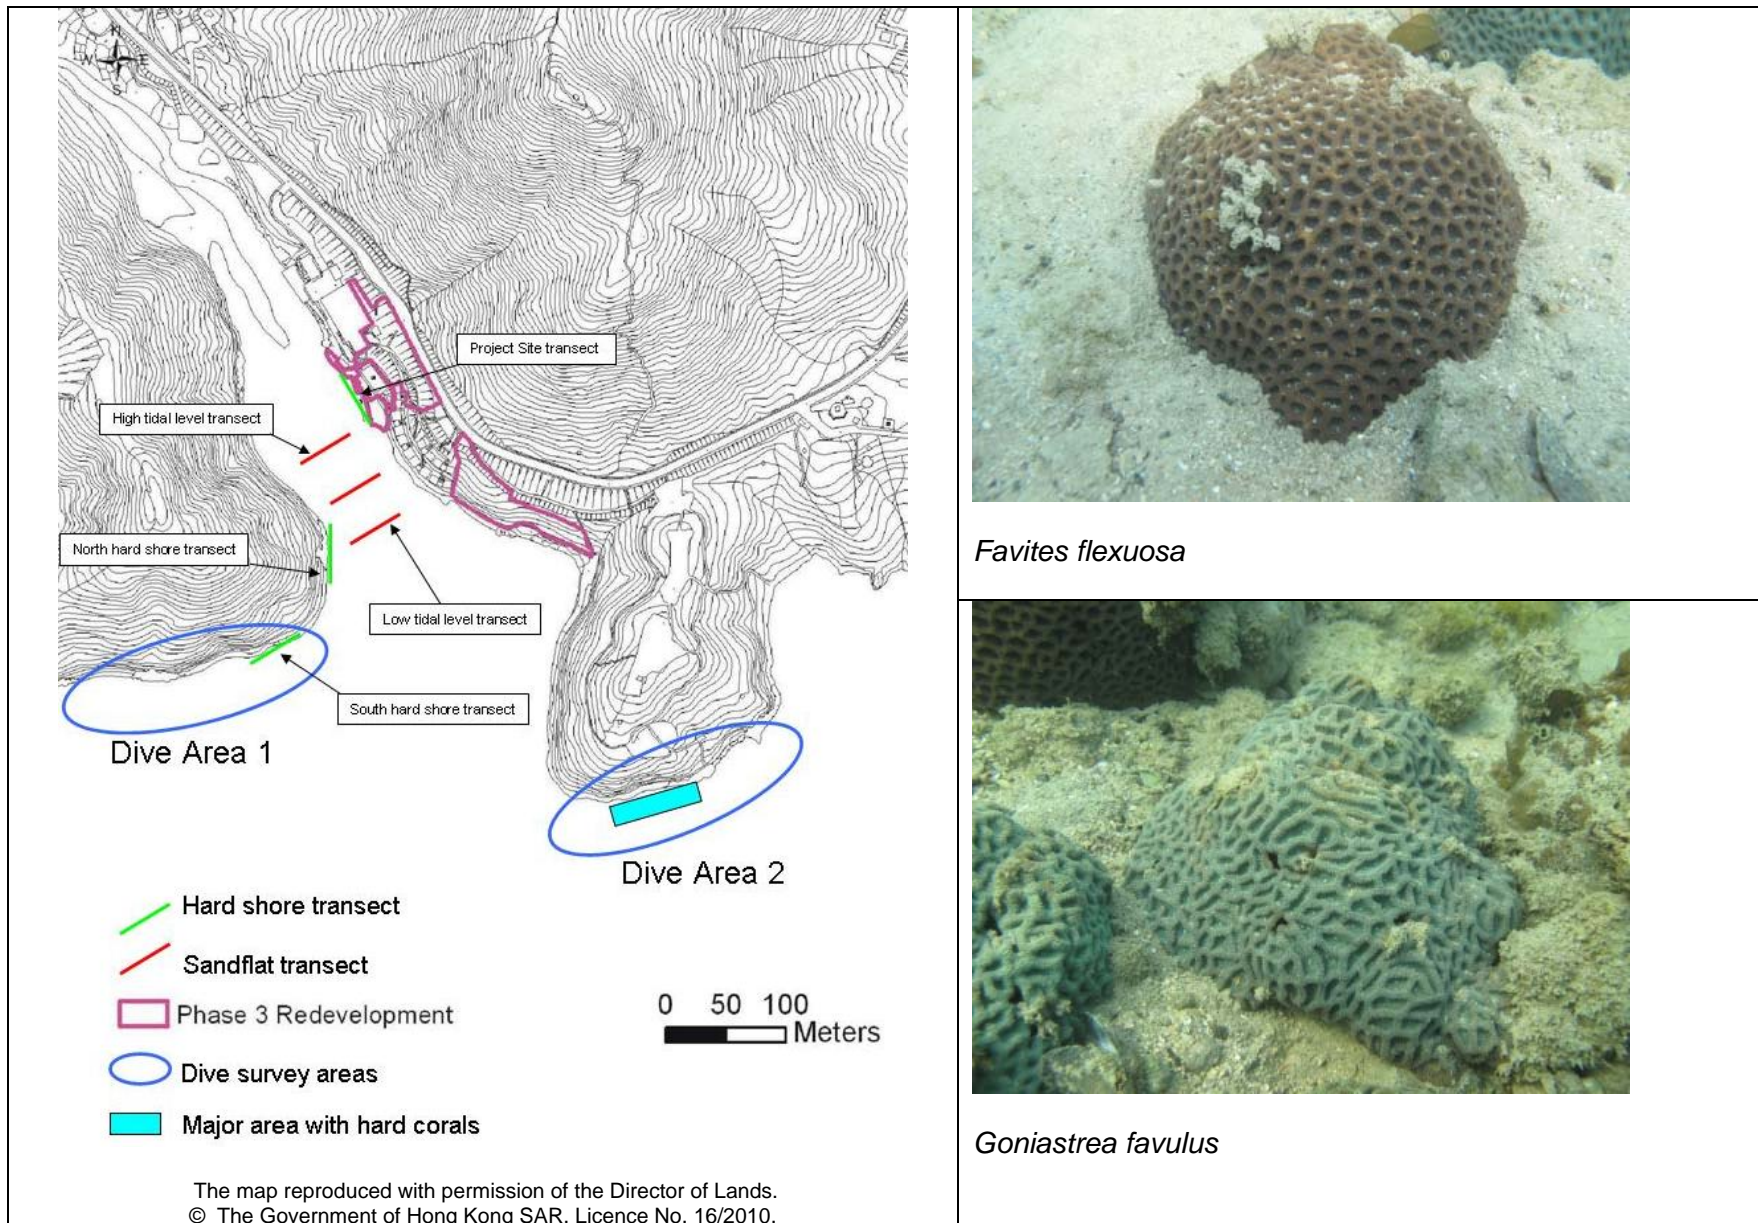 N
W E
S
Project Site transect
High tidal level transect
North hard shore transect
Low tidal level transect
South hard shore transect
Dive Area 1
Dive Area 2
Hard shore transect
Sandflat transect
Phase 3 Redevelopment
Dive survey areas
Major area with hard corals
0 50 100
Meters
The map reproduced with permission of the Director of Lands.
© The Government of Hong Kong SAR. Licence No. 16/2010.
Favites flexuosa
Goniastrea favulus